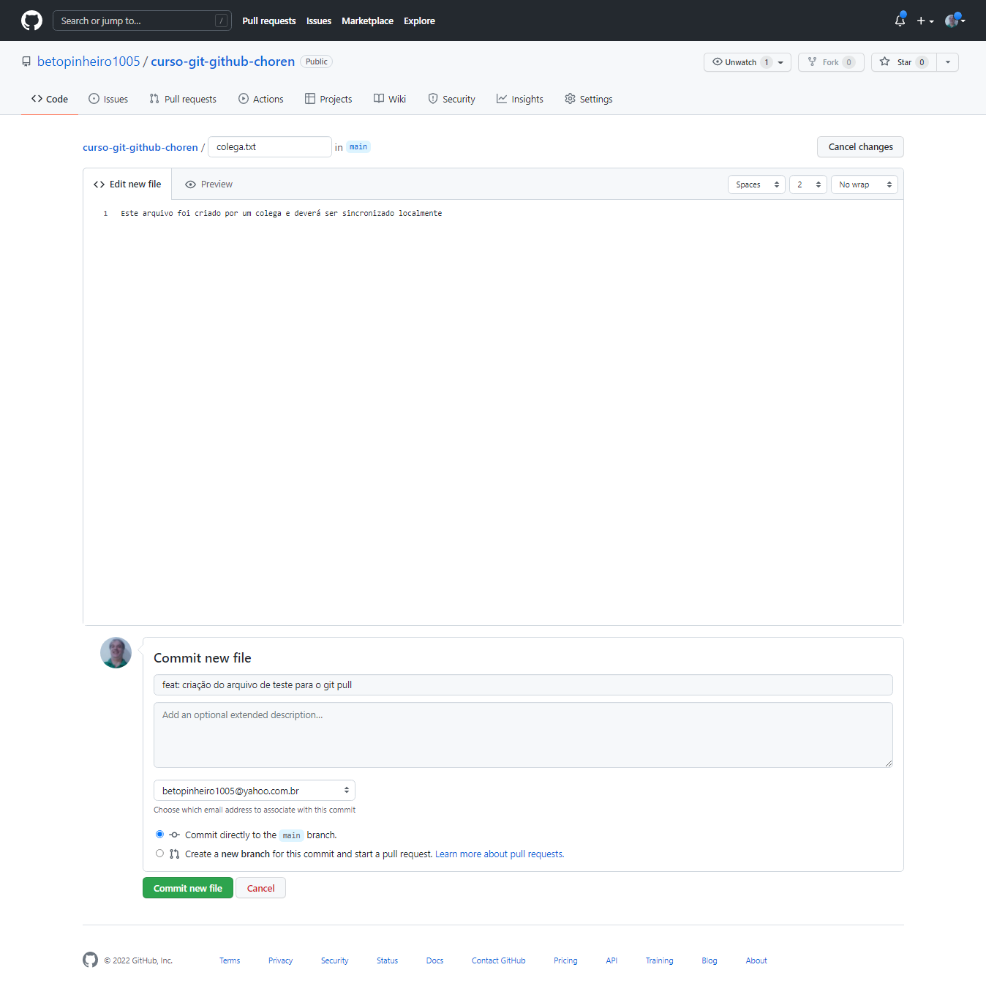 Search or jump to... / Pull requests Issues Marketplace Explore
betopinheiro1005 / curso-git-github-choren Public Unwatch 1 Fork 0 Star 0
Code Issues Pull requests Actions Projects Wiki Security Insights Settings
curso-git-github-choren / colega.txt in main Cancel changes
Edit new file Preview Spaces 2 No wrap
1 Este arquivo foi criado por um colega e deverá ser sincronizado localmente
Commit new file
feat: criação do arquivo de teste para o git pull
Add an optional extended description...
betopinheiro1005@yahoo.com.br
Choose which email address to associate with this commit
Commit directly to the main branch.
Create a new branch for this commit and start a pull request. Learn more about pull requests.
Commit new file Cancel
© 2022 GitHub, Inc. Terms Privacy Security Status Docs Contact GitHub Pricing API Training Blog About